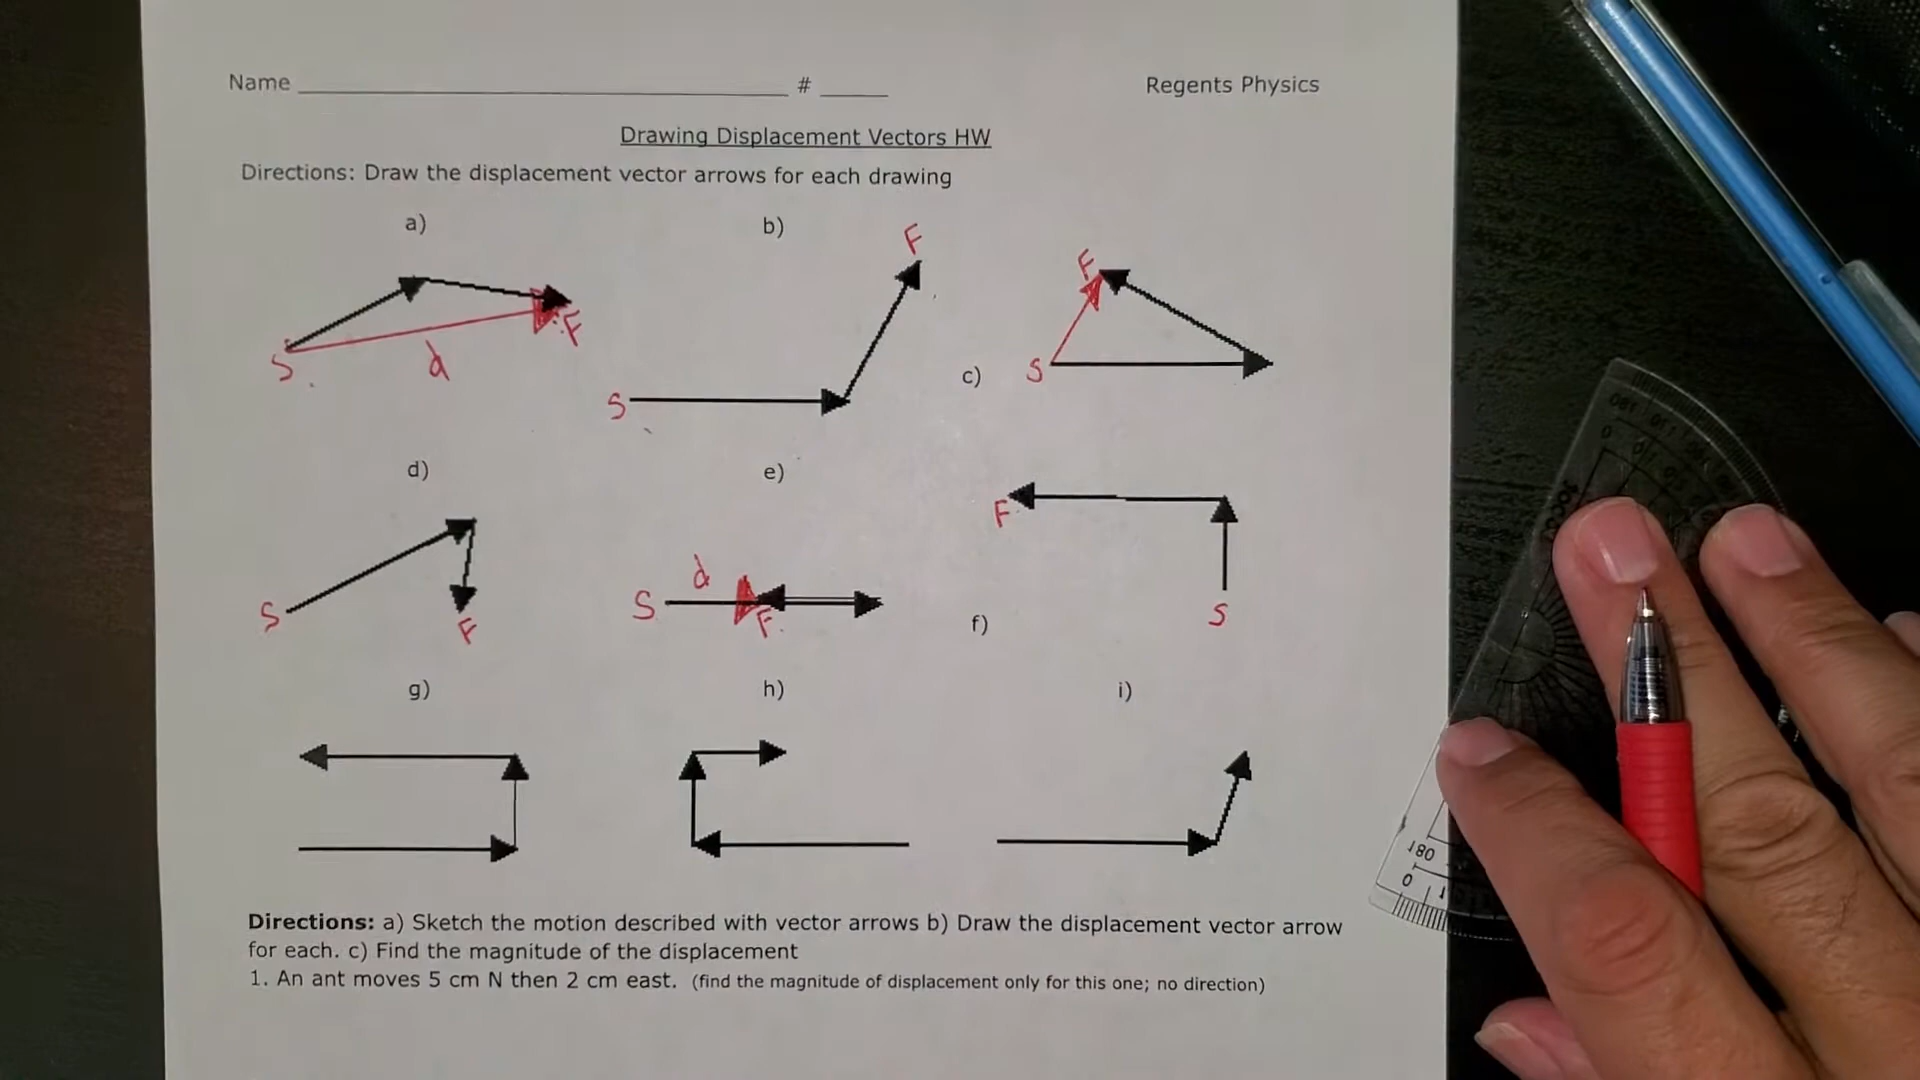 Name # Regents Physics
Drawing Displacement Vectors HW
Directions: Draw the displacement vector arrows for each drawing
a) b)
F
F
F
S d
c) S
S
d) e)
F
d
S S F F
f) S
g) h) i)
Directions: a) Sketch the motion described with vector arrows b) Draw the displacement vector arrow
for each. c) Find the magnitude of the displacement
1. An ant moves 5 cm N then 2 cm east. (find the magnitude of displacement only for this one; no direction)
180
0